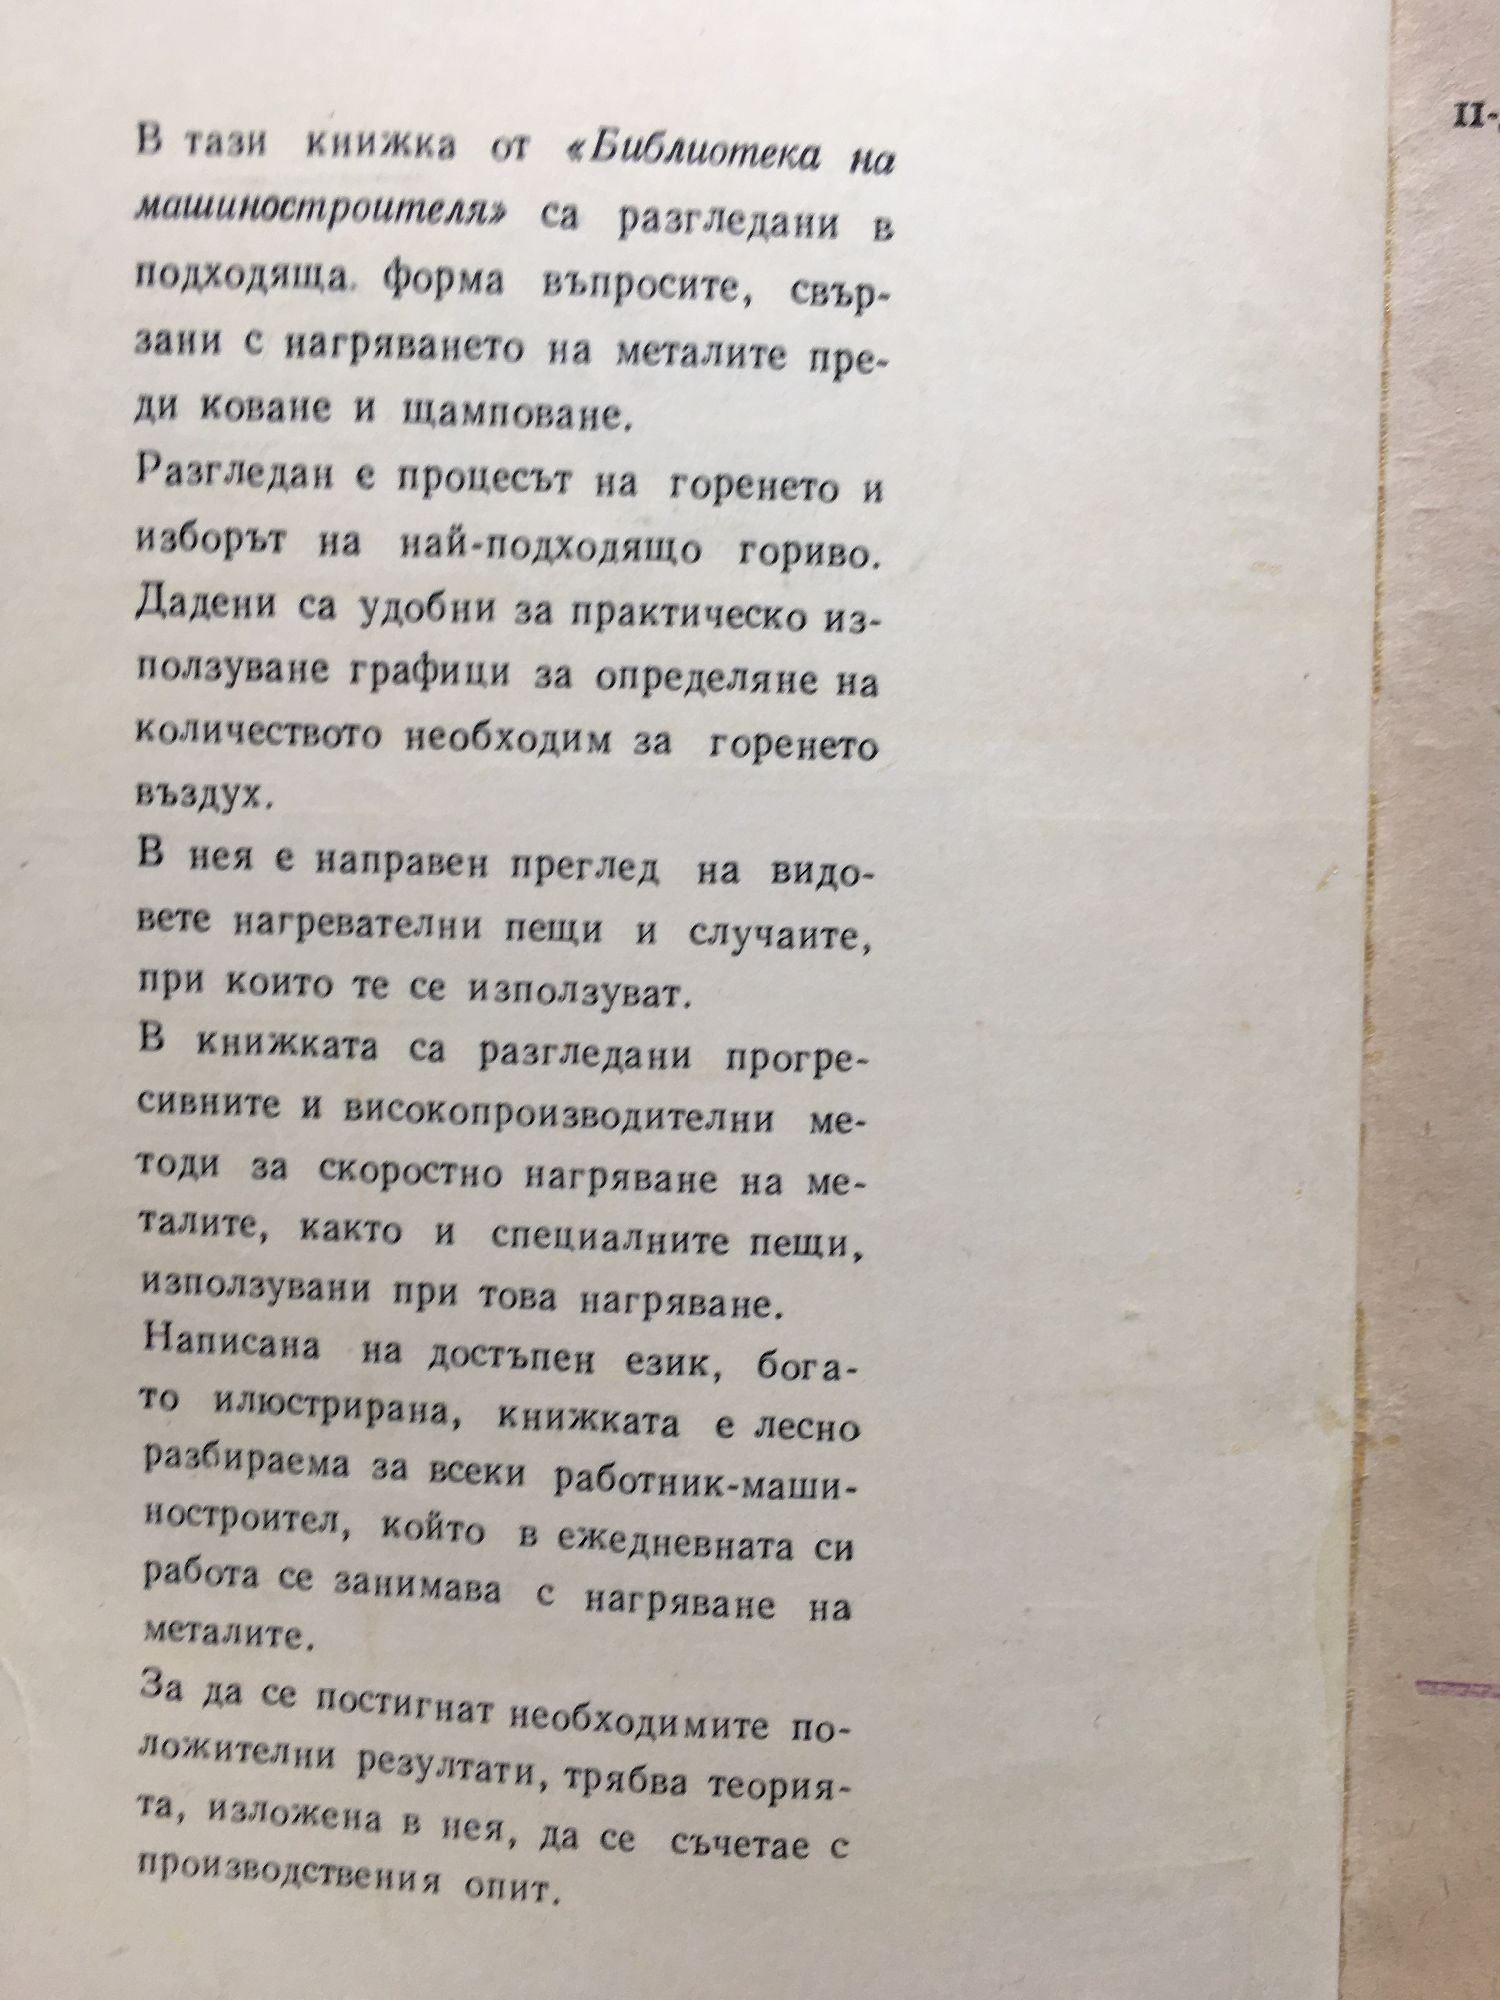 В тази книжка от «Библиотека на
машиностроителя» са разгледани в
подходяща форма въпросите, свър-
зани с нагряването на металите пре-
ди коване и щамповане.
Разгледан е процесът на горенето и
изборът на най-подходящо гориво.
Дадени са удобни за практическо из-
ползуване графици за определяне на
количеството необходим за горенето
въздух.
В нея е направен преглед на видо-
вете нагревателни пещи и случаите,
при които те се използуват.
В книжката са разгледани прогре-
сивните и високопроизводителни ме-
тоди за скоростно нагряване на ме-
талите, както и специалните пещи,
използувани при това нагряване.
Написана на достъпен език, бога-
то илюстрирана, книжката е лесно
разбираема за всеки работник-маши-
ностроител, който в ежедневната си
работа се занимава с нагряване на
металите.
За да се постигнат необходимите по-
ложителни резултати, трябва теория-
та, изложена в нея, да се съчетае с
производствения опит.